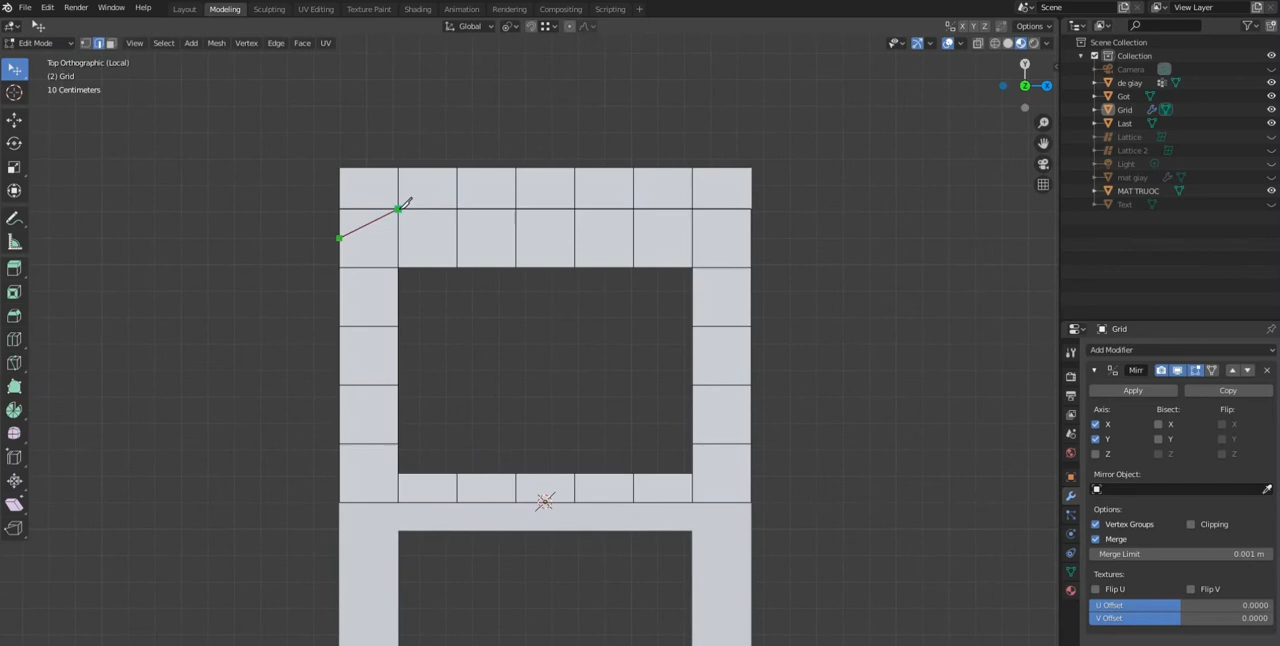 File Edit Render Window Help Layout Modeling Sculpting UV Editing Texture Paint Shading Animation Rendering Compositing Scripting + Scene View Layer
Global Options X Y Z
Edit Mode View Select Add Mesh Vertex Edge Face UV
Top Orthographic (Local)
(2) Grid
10 Centimeters
Y
Z X
Scene Collection
Collection
Camera
de giay
Got
Grid
Last
Lattice
Lattice 2
Light
mat giay
MAT TRUOC
Text
Grid
Add Modifier
Mirr
Apply Copy
Axis: Bisect: Flip:
X X X
Y Y Y
Z Z Z
Mirror Object:
Options:
Vertex Groups Clipping
Merge
Merge Limit 0.001 m
Textures:
Flip U Flip V
U Offset 0.0000
V Offset 0.0000